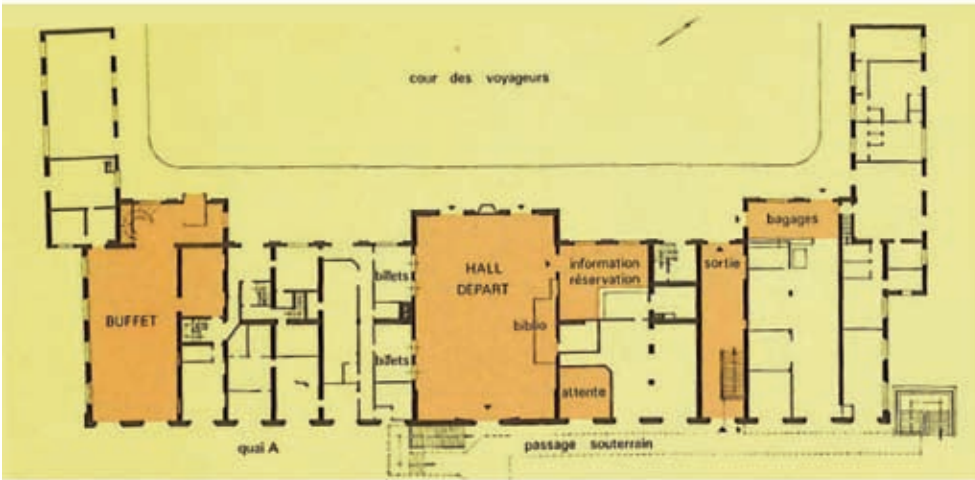 cour des voyageurs
bagages
billets
HALL
DEPART
information
réservation
sortie
BUFFET
biblio
billets
attente
quai A
passage souterrain